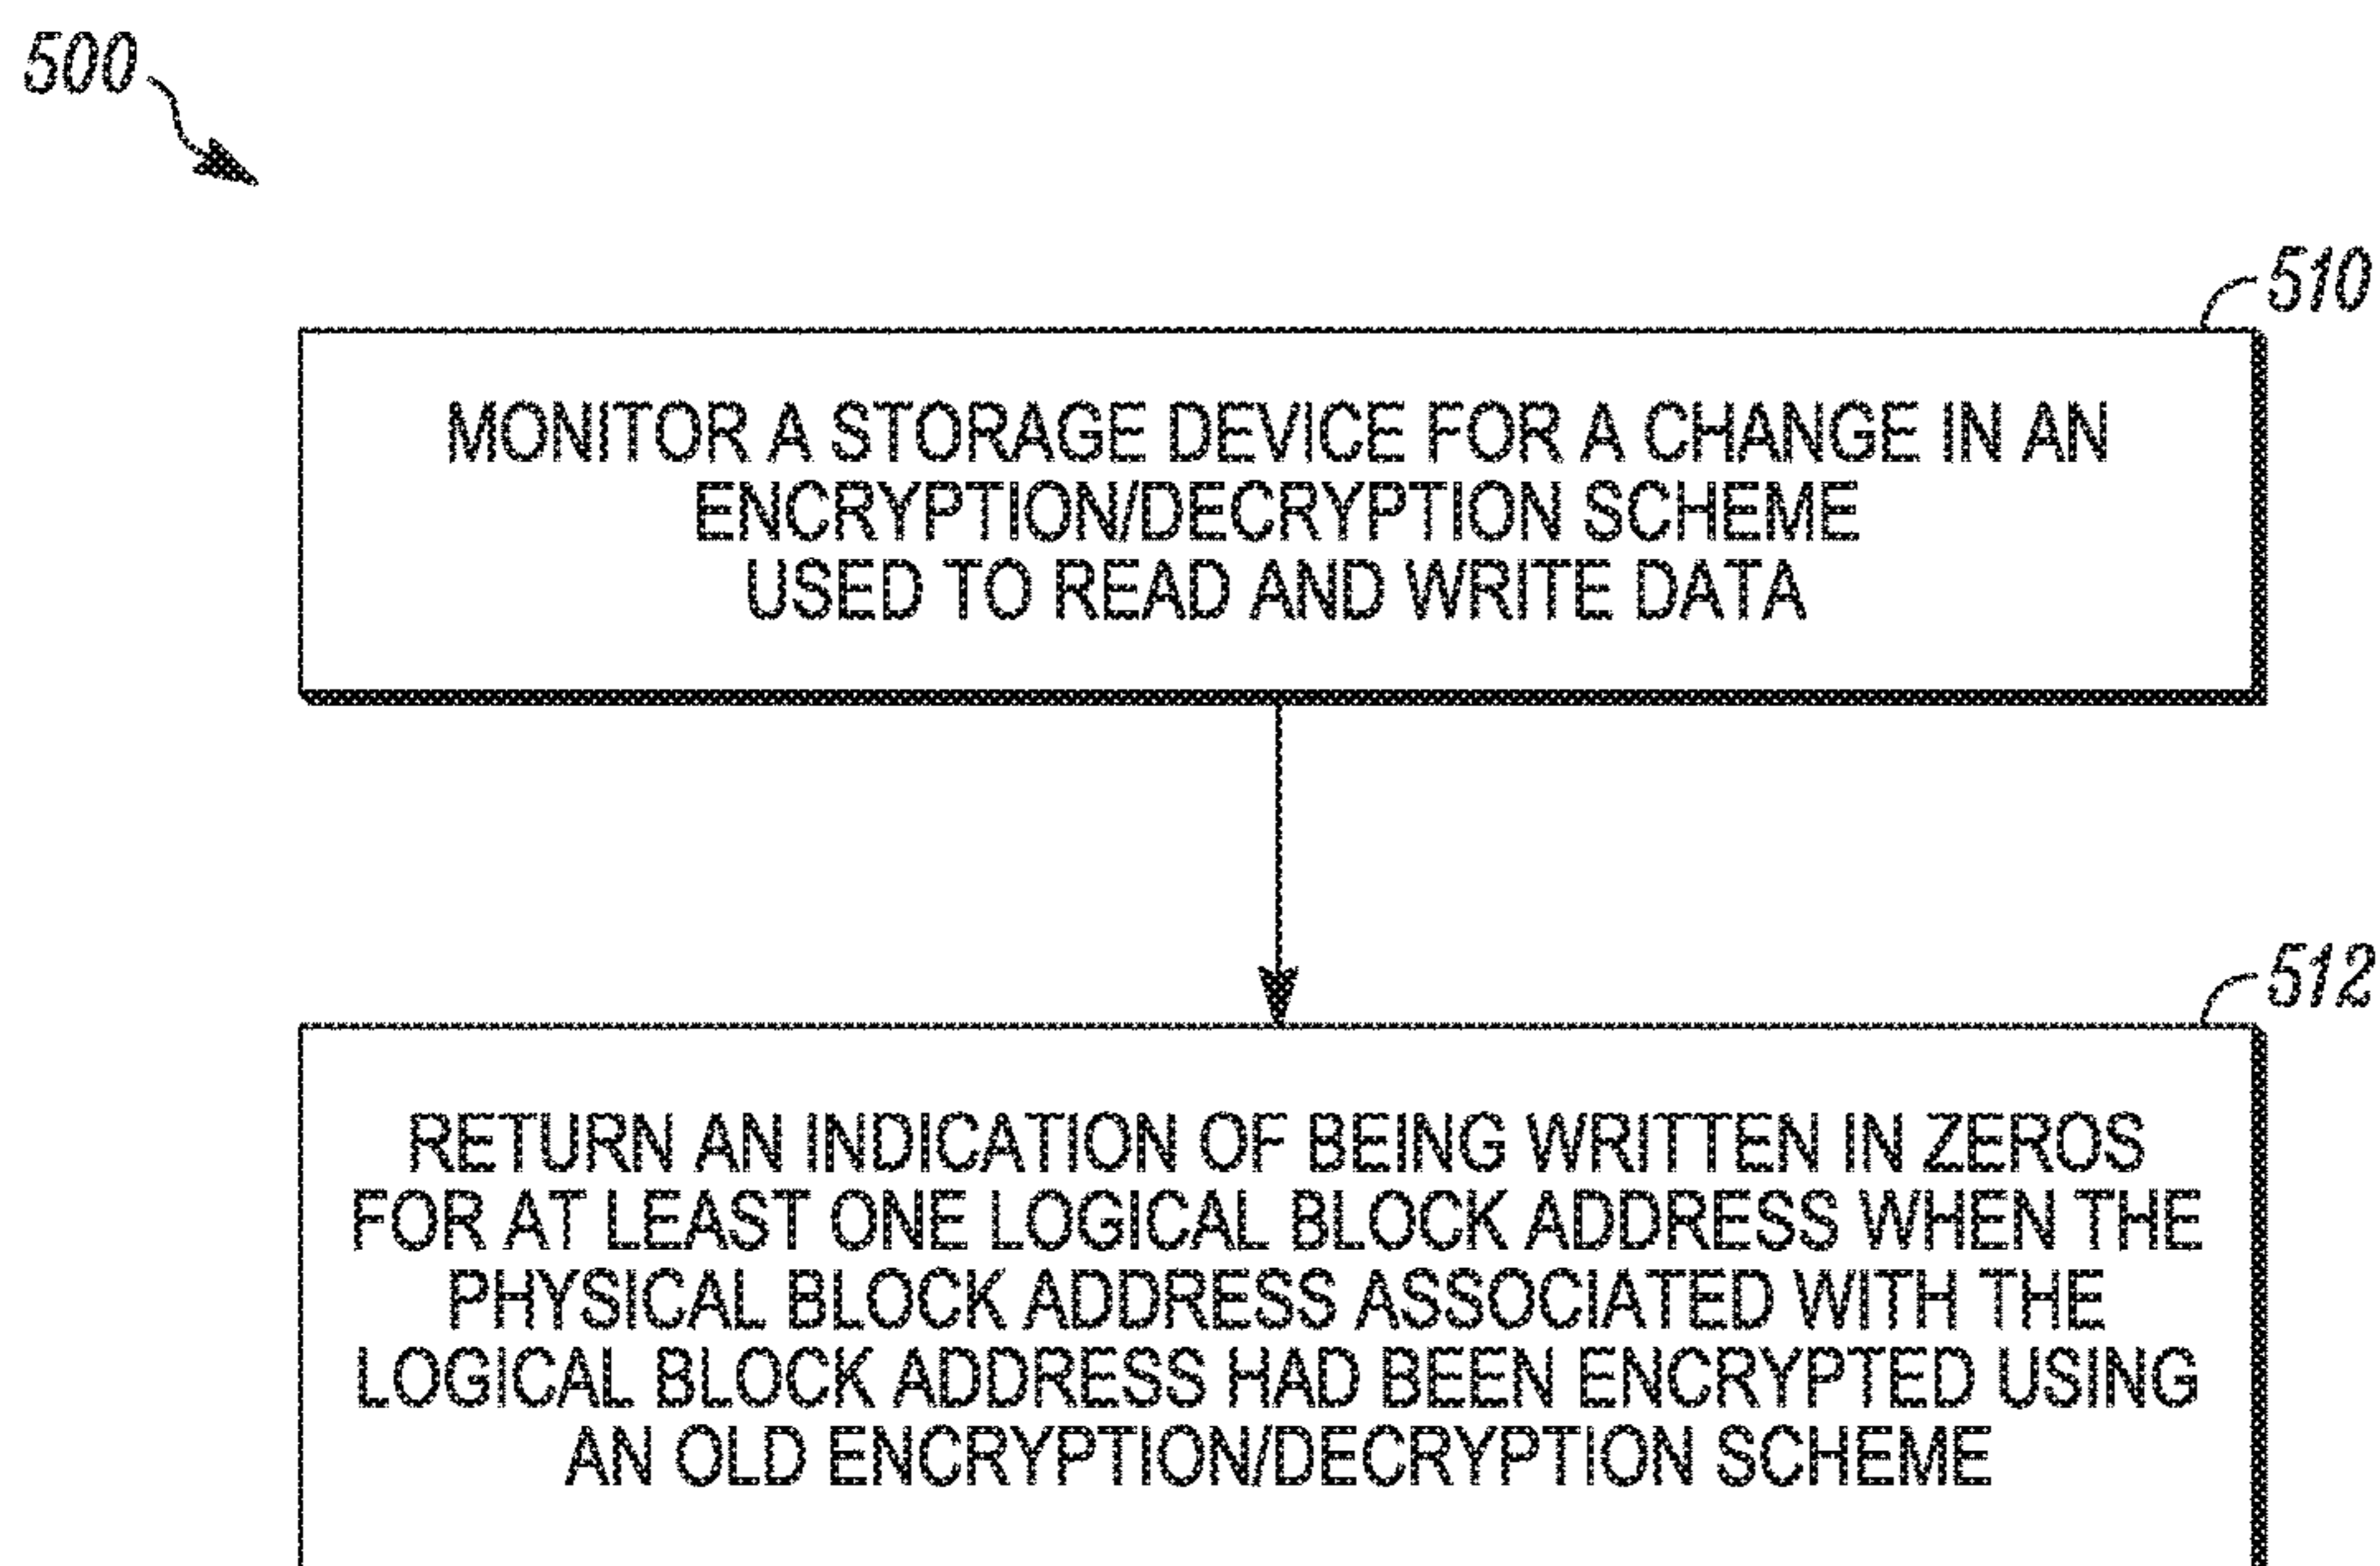 500
510
MONITOR A STORAGE DEVICE FOR A CHANGE IN AN
ENCRYPTION/DECRYPTION SCHEME
USED TO READ AND WRITE DATA
512
RETURN AN INDICATION OF BEING WRITTEN IN ZEROS
FOR AT LEAST ONE LOGICAL BLOCK ADDRESS WHEN THE
PHYSICAL BLOCK ADDRESS ASSOCIATED WITH THE
LOGICAL BLOCK ADDRESS HAD BEEN ENCRYPTED USING
AN OLD ENCRYPTION/DECRYPTION SCHEME